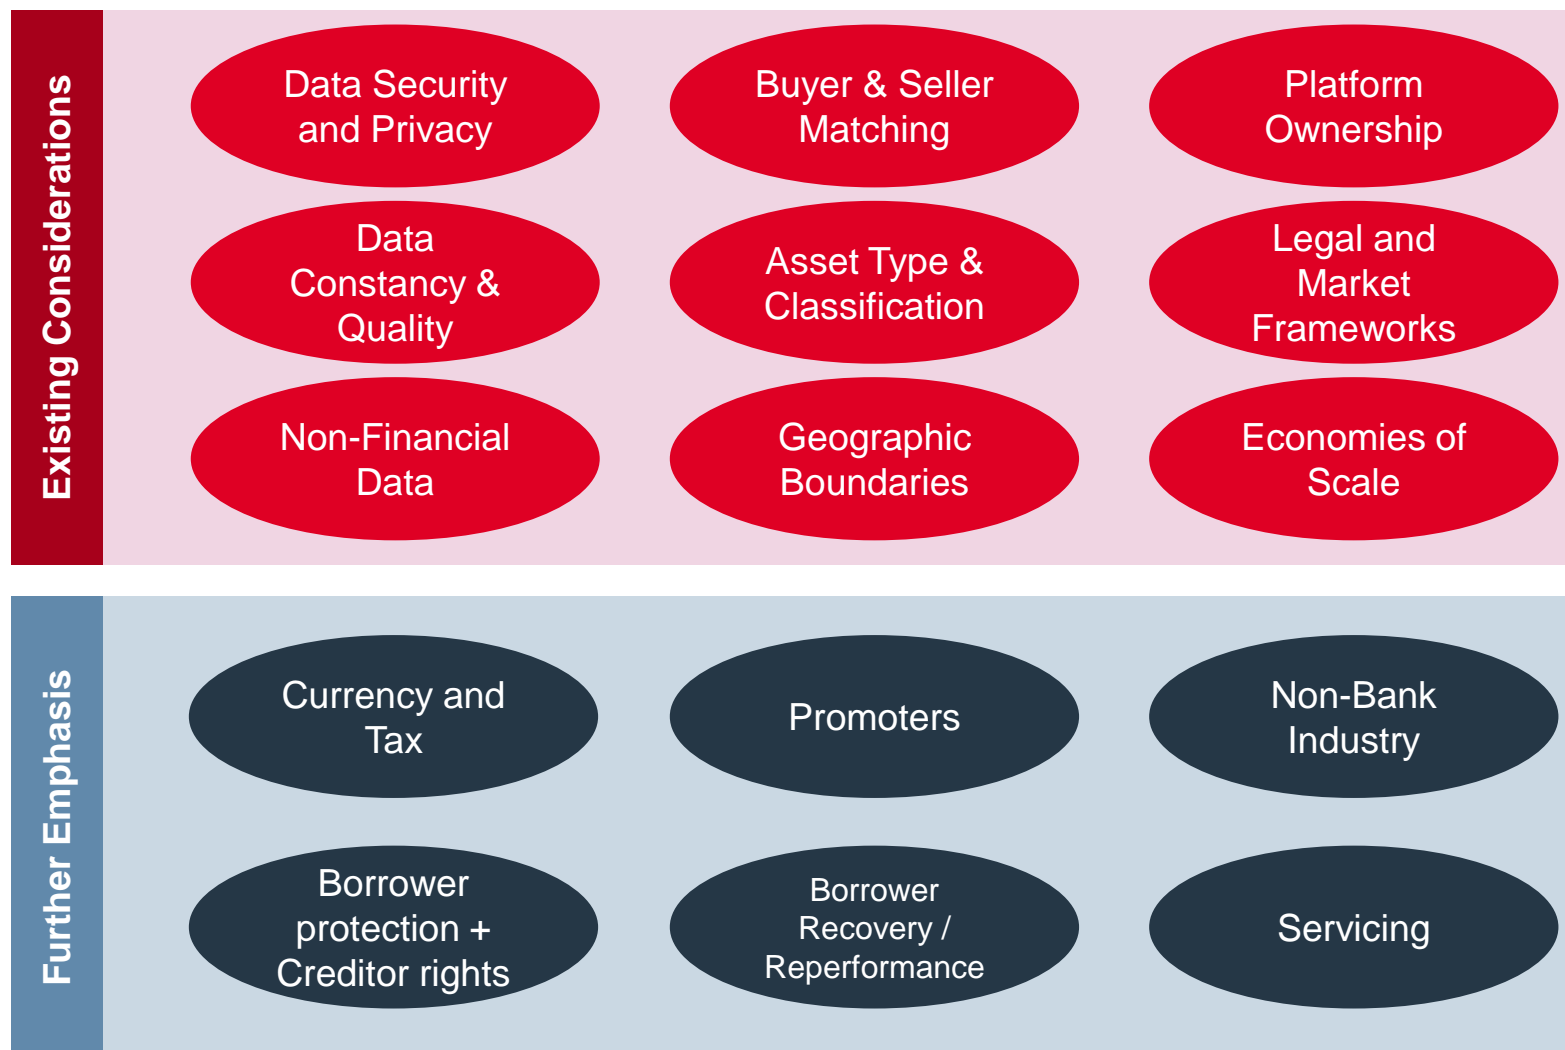 Existing Considerations
Data Security
and Privacy
Buyer & Seller
Matching
Platform
Ownership
Data
Constancy &
Quality
Asset Type &
Classification
Legal and
Market
Frameworks
Non-Financial
Data
Geographic
Boundaries
Economies of
Scale
Further Emphasis
Currency and
Tax
Promoters
Non-Bank
Industry
Borrower
protection +
Creditor rights
Borrower
Recovery /
Reperformance
Servicing